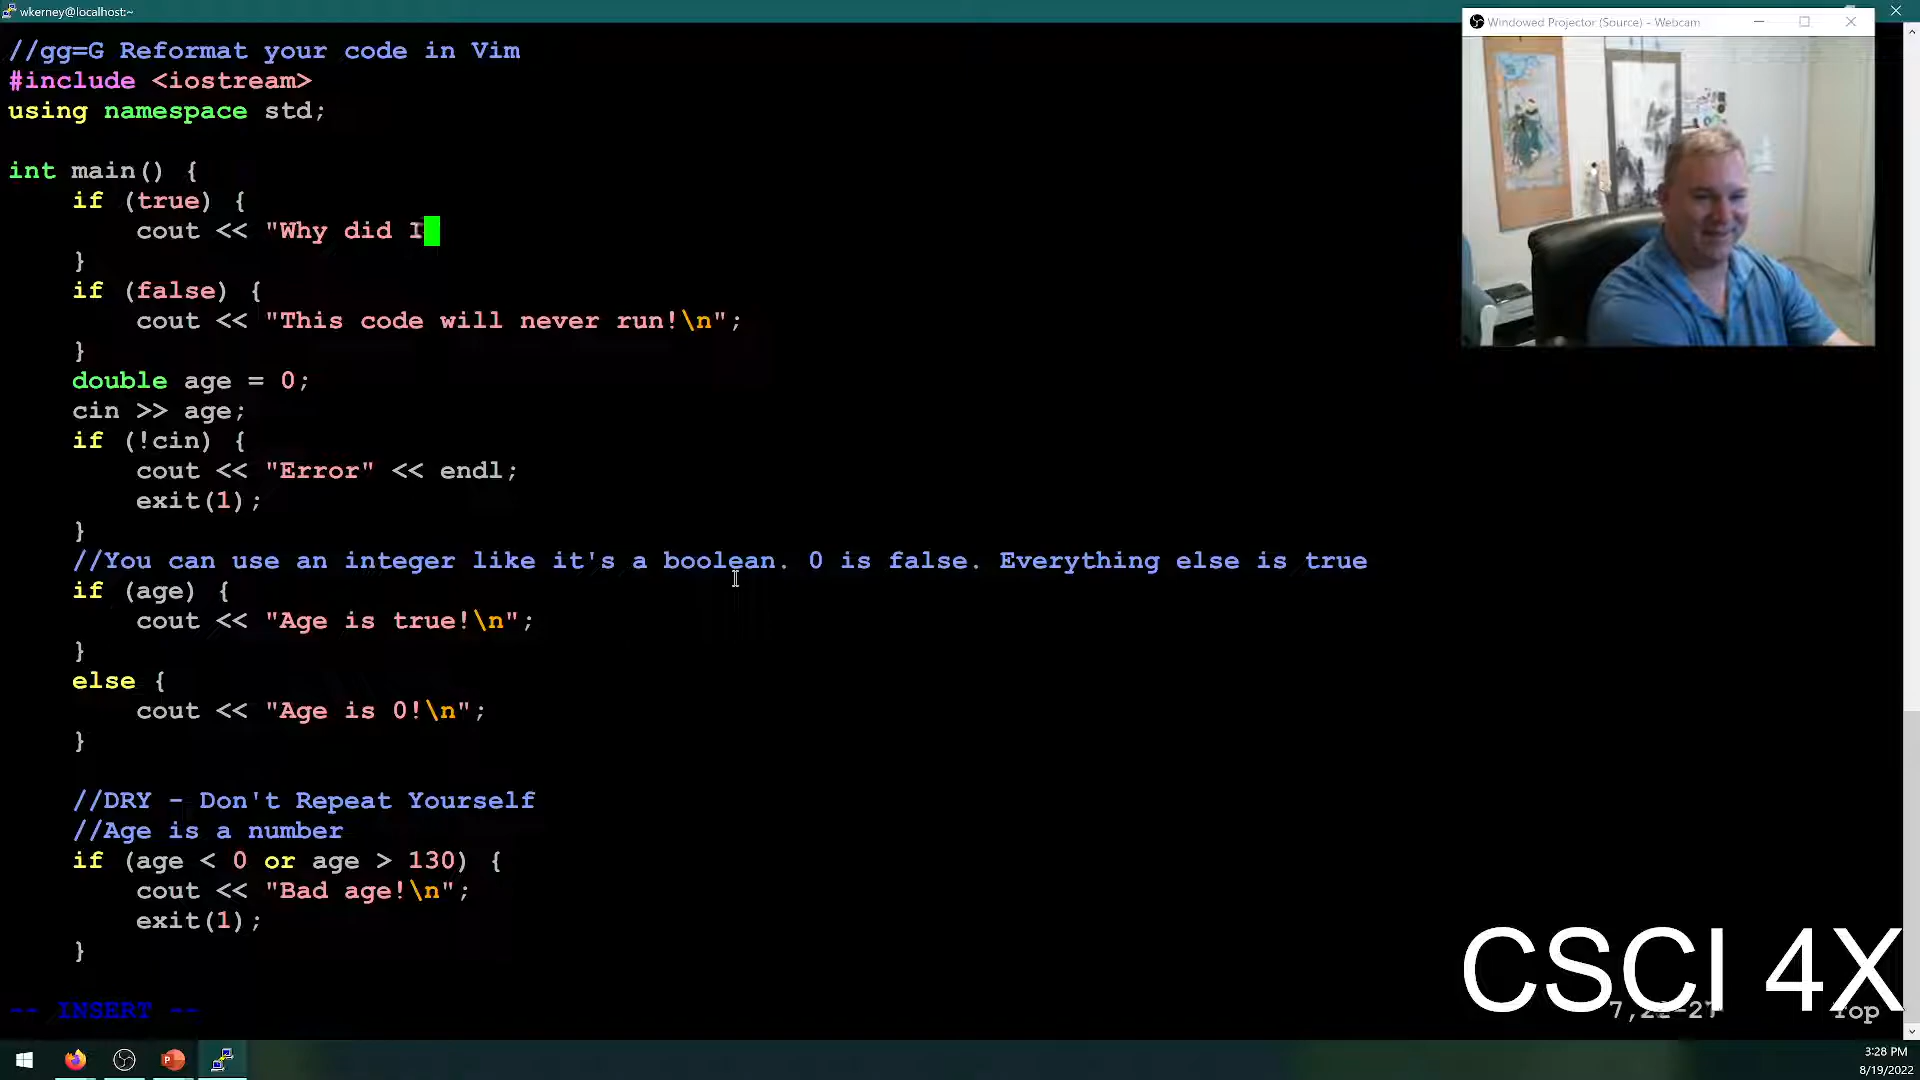 wkerney@localhost:~
Windowed Projector (Source) - Webcam
//gg=G Reformat your code in Vim
#include <iostream>
using namespace std;
int main() {
if (true) {
cout << "Why did I
}
if (false) {
cout << "This code will never run!\n";
}
double age = 0;
cin >> age;
if (!cin) {
cout << "Error" << endl;
exit(1);
}
//You can use an integer like it's a boolean. 0 is false. Everything else is true
if (age) {
cout << "Age is true!\n";
}
else {
cout << "Age is 0!\n";
}
//DRY - Don't Repeat Yourself
//Age is a number
if (age < 0 or age > 130) {
cout << "Bad age!\n";
exit(1);
}
CSCI 4X
-- INSERT --
Top
3:28 PM
8/19/2022